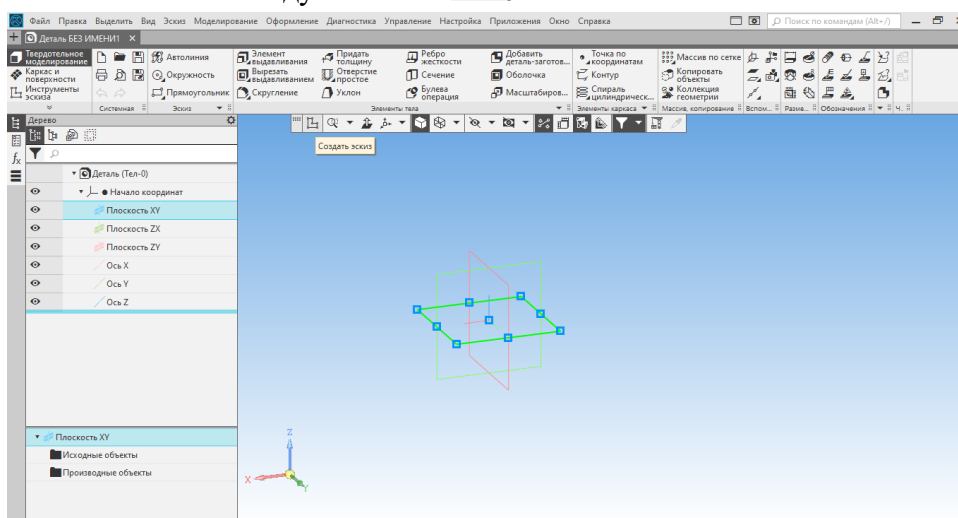 ду
Файл Правка Выделить Вид Эскиз Моделирование Оформление Диагностика Управление Настройка Приложения Окно Справка
Поиск по командам (Alt+/)
Деталь БЕЗ ИМЕНИ1
Твердотельное моделирование
Каркас и поверхности
Инструменты эскиза
Системная
Автолиния
Окружность
Прямоугольник
Эскиз
Элемент выдавливания
Вырезать выдавливанием
Скругление
Придать толщину
Отверстие простое
Уклон
Ребро жесткости
Сечение
Булева операция
Добавить деталь-заготов...
Оболочка
Масштабиров...
Элементы тела
Точка по координатам
Контур
Спираль цилиндрическ...
Элементы каркаса
Массив по сетке
Копировать объекты
Коллекция геометрии
Массив, копирование
Вспом...
Разме...
Обозначения
Ч...
Дерево
Создать эскиз
fx
Деталь (Тел-0)
Начало координат
Плоскость XY
Плоскость ZX
Плоскость ZY
Ось X
Ось Y
Ось Z
Плоскость XY
Исходные объекты
Производные объекты
Z
X
Y